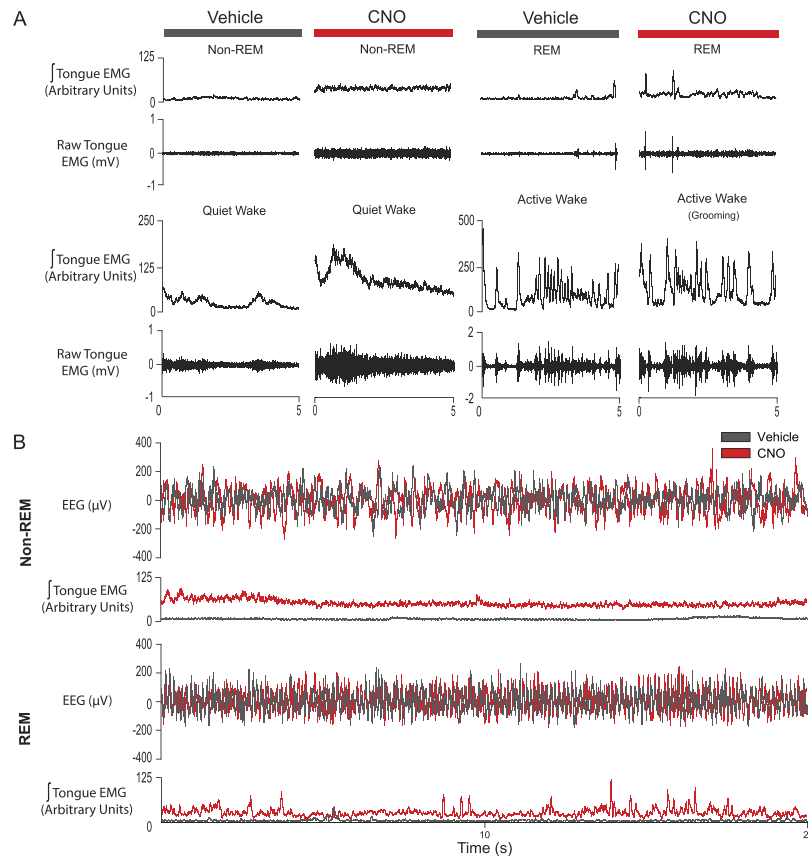 A
Vehicle CNO Vehicle CNO
Non-REM Non-REM REM REM
125
∫Tongue EMG
(Arbitrary Units)
0
1
Raw Tongue
EMG (mV)
0
-1
Quiet Wake Quiet Wake Active Wake Active Wake
(Grooming)
250 500
∫Tongue EMG
(Arbitrary Units)
125 250
0 0
1 2
Raw Tongue
EMG (mV)
0 0
-1 -2
0 5 0 5 0 5 0 5
B
Vehicle
CNO
Non-REM
400
200
EEG (µV)
0
-200
-400
125
∫Tongue EMG
(Arbitrary Units)
0
REM
400
200
EEG (µV)
0
-200
-400
125
∫Tongue EMG
(Arbitrary Units)
0
10 2
Time (s)